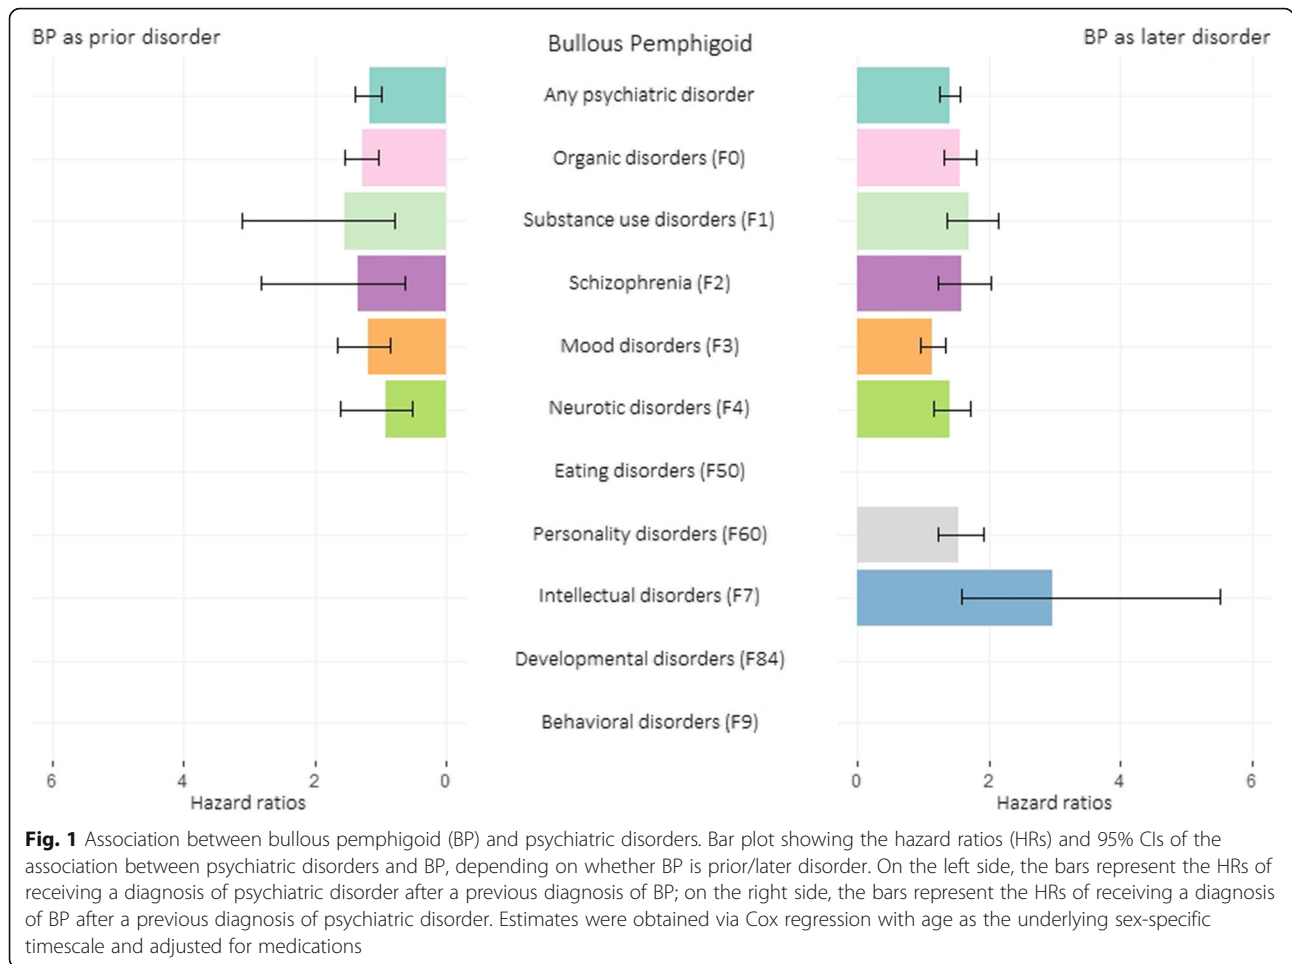 BP as prior disorder
Bullous Pemphigoid
BP as later disorder
Any psychiatric disorder
Organic disorders (F0)
Substance use disorders (F1)
Schizophrenia (F2)
Mood disorders (F3)
Neurotic disorders (F4)
Eating disorders (F50)
Personality disorders (F60)
Intellectual disorders (F7)
Developmental disorders (F84)
Behavioral disorders (F9)
6 4 2 0 0 2 4 6
Hazard ratios Hazard ratios
Fig. 1 Association between bullous pemphigoid (BP) and psychiatric disorders. Bar plot showing the hazard ratios (HRs) and 95% CIs of the
association between psychiatric disorders and BP, depending on whether BP is prior/later disorder. On the left side, the bars represent the HRs of
receiving a diagnosis of psychiatric disorder after a previous diagnosis of BP; on the right side, the bars represent the HRs of receiving a diagnosis
of BP after a previous diagnosis of psychiatric disorder. Estimates were obtained via Cox regression with age as the underlying sex-specific
timescale and adjusted for medications